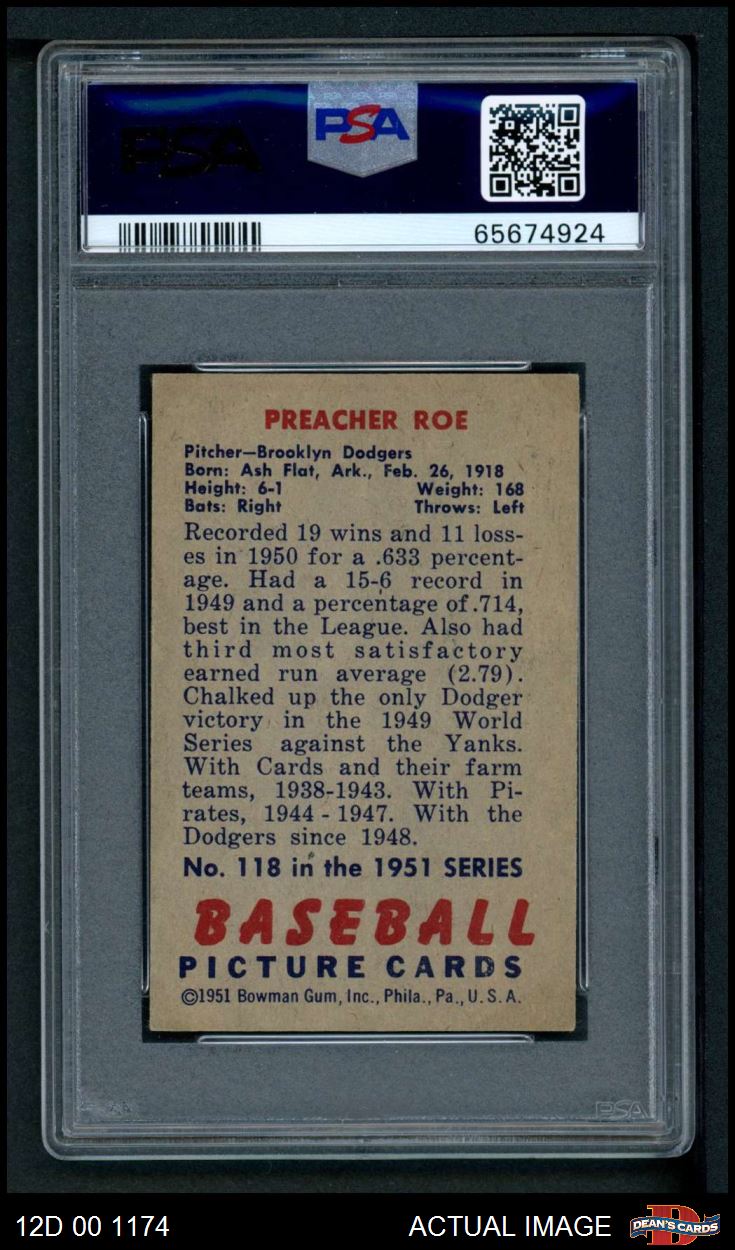 PSA
PSA
65674924
PREACHER ROE
Pitcher—Brooklyn Dodgers
Born: Ash Flat, Ark., Feb. 26, 1918
Height: 6-1 Weight: 168
Bats: Right Throws: Left
Recorded 19 wins and 11 loss-
es in 1950 for a .633 percent-
age. Had a 15-6 record in
1949 and a percentage of .714,
best in the League. Also had
third most satisfactory
earned run average (2.79).
Chalked up the only Dodger
victory in the 1949 World
Series against the Yanks.
With Cards and their farm
teams, 1938-1943. With Pi-
rates, 1944 - 1947. With the
Dodgers since 1948.
No. 118 in the 1951 SERIES
BASEBALL
PICTURE CARDS
©1951 Bowman Gum, Inc., Phila., Pa., U. S. A.
PSA
12D 00 1174 ACTUAL IMAGE D DEAN'S CARDS